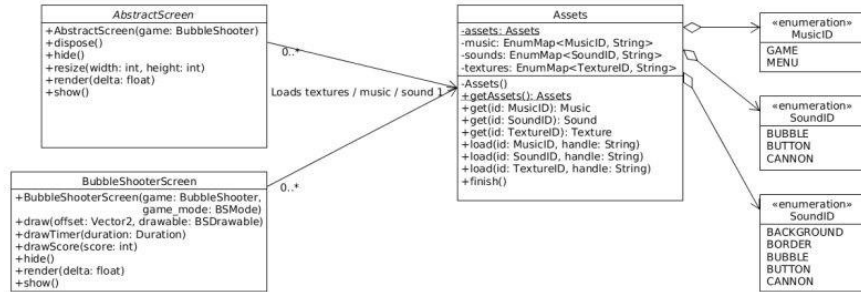 AbstractScreen
+AbstractScreen(game: BubbleShooter)
+dispose()
+hide()
+resize(width: int, height: int)
+render(delta: float)
+show()
0..*
Loads textures / music / sound 1
BubbleShooterScreen
+BubbleShooterScreen(game: BubbleShooter,
game_mode: BSMode)
+draw(offset: Vector2, drawable: BSDrawable)
+drawTimer(duration: Duration)
+drawScore(score: int)
+hide()
+render(delta: float)
+show()
0..*
Assets
-assets: Assets
-music: EnumMap<MusicID, String>
-sounds: EnumMap<SoundID, String>
-textures: EnumMap<TextureID, String>
-Assets()
+getAssets(): Assets
+get(id: MusicID): Music
+get(id: SoundID): Sound
+get(id: TextureID): Texture
+load(id: MusicID, handle: String)
+load(id: SoundID, handle: String)
+load(id: TextureID, handle: String)
+finish()
«enumeration»
MusicID
GAME
MENU
«enumeration»
SoundID
BUBBLE
BUTTON
CANNON
«enumeration»
SoundID
BACKGROUND
BORDER
BUBBLE
BUTTON
CANNON